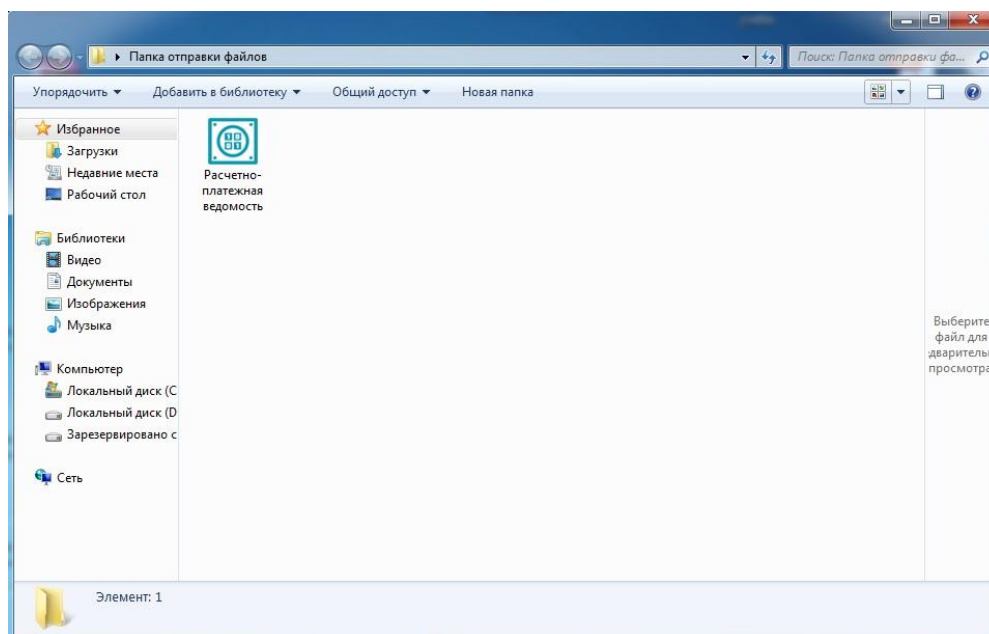 Папка отправки файлов
Поиск: Папка отправки фа...
Упорядочить
Добавить в библиотеку
Общий доступ
Новая папка
Избранное
Загрузки
Недавние места
Рабочий стол
Библиотеки
Видео
Документы
Изображения
Музыка
Компьютер
Локальный диск (C
Локальный диск (D
Зарезервировано с
Сеть
Расчетно-
платежная
ведомость
Выберите
файл для
дваритель
просмотра
Элемент: 1